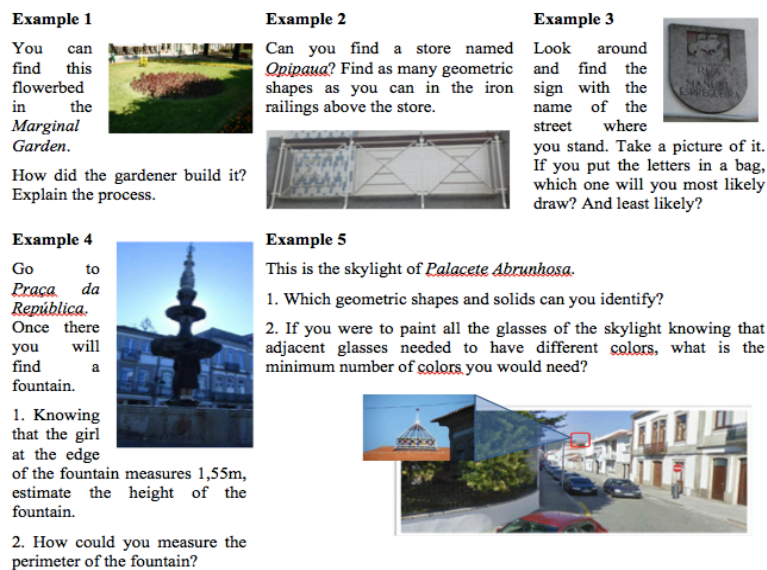 Example 1
You can
find this
flowerbed
in the
Marginal
Garden.
How did the gardener build it?
Explain the process.
Example 2
Can you find a store named
Opipaua? Find as many geometric
shapes as you can in the iron
railings above the store.
Example 3
Look around
and find the
sign with the
name of the
street where
you stand. Take a picture of it.
If you put the letters in a bag,
which one will you most likely
draw? And least likely?
RUA
MANUEL
ESPREGUEIRA
Example 4
Go to
Praça da
República.
Once there
you will
find a
fountain.
1. Knowing
that the girl
at the edge
of the fountain measures 1,55m,
estimate the height of the
fountain.
2. How could you measure the
perimeter of the fountain?
Example 5
This is the skylight of Palacete Abrunhosa.
1. Which geometric shapes and solids can you identify?
2. If you were to paint all the glasses of the skylight knowing that
adjacent glasses needed to have different colors, what is the
minimum number of colors you would need?